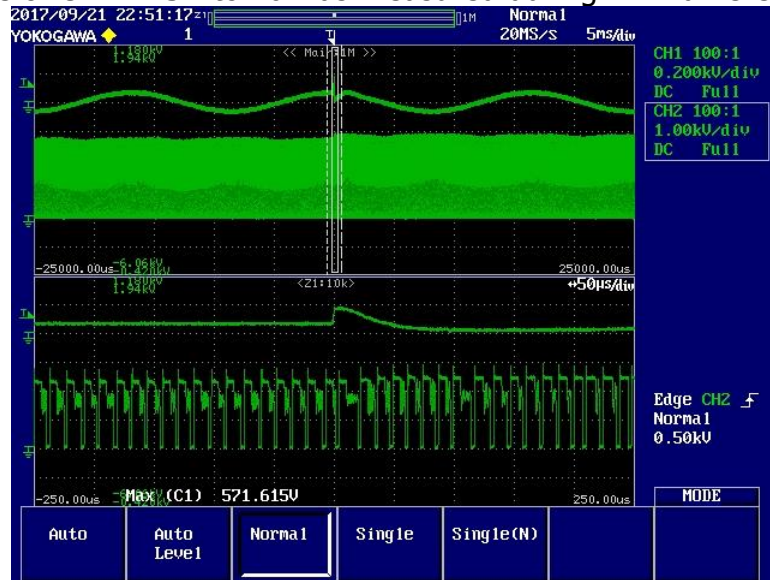 2017/09/21 22:51:17
Normal
YOKOGAWA 1
20MS/s 5ms/div
<< Main:1M >>
CH1 100:1
0.200kV/div
DC Full
CH2 100:1
1.00kV/div
DC Full
-25000.00us
25000.00us
<Z1:10k>
50µs/div
Edge CH2
Normal
0.50kV
Max (C1) 571.615V
-250.00us
250.00us
MODE
Auto
Auto Level
Normal
Single
Single(N)